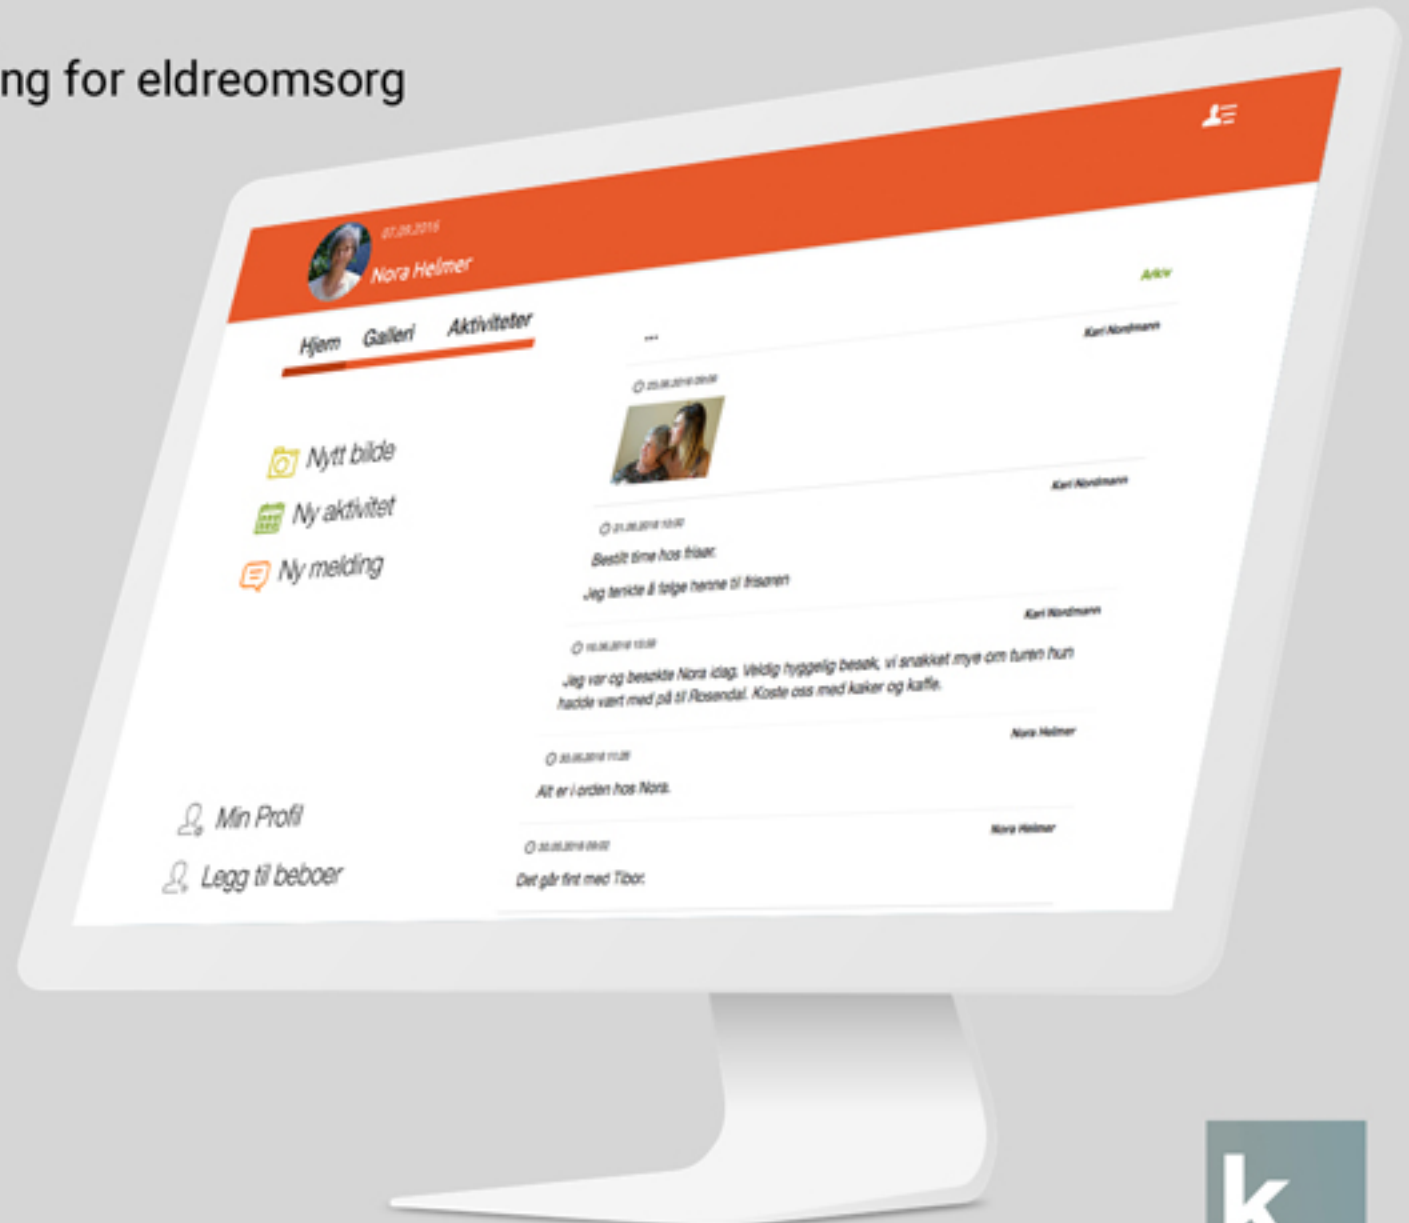 ng for eldreomsorg
07.09.2016
Nora Helmer
Hjem Galleri Aktiviteter
Arkiv
Nytt bilde
Ny aktivitet
Ny melding
Min Profil
Legg til beboer
...
Kari Nordmann
Kari Nordmann
Bestilt time hos frisør.
Jeg tenkte å følge henne til frisøren
Kari Nordmann
Jeg var og besøkte Nora idag. Veldig hyggelig besøk, vi snakket mye om turen hun
hadde vært med på til Rosendal. Koste oss med kaker og kaffe.
Nora Helmer
Alt er i orden hos Nora.
Nora Helmer
Det går fint med Tibor.
k